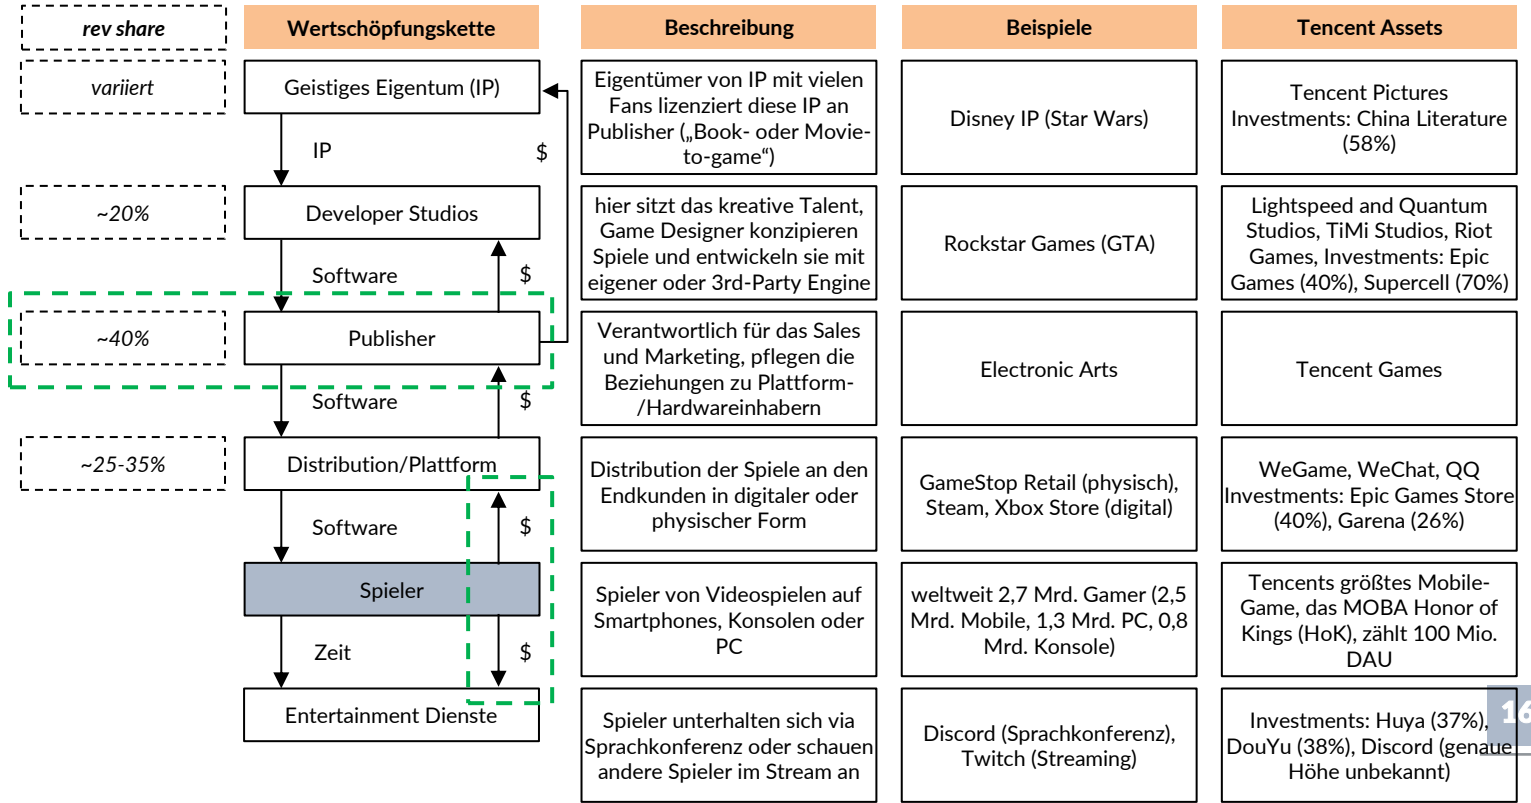 rev share
Wertschöpfungskette
Beschreibung
Beispiele
Tencent Assets
variiert
Geistiges Eigentum (IP)
Eigentümer von IP mit vielen
Fans lizenziert diese IP an
Publisher („Book- oder Movie-
to-game“)
Disney IP (Star Wars)
Tencent Pictures
Investments: China Literature
(58%)
IP
$
~20%
Developer Studios
hier sitzt das kreative Talent,
Game Designer konzipieren
Spiele und entwickeln sie mit
eigener oder 3rd-Party Engine
Rockstar Games (GTA)
Lightspeed and Quantum
Studios, TiMi Studios, Riot
Games, Investments: Epic
Games (40%), Supercell (70%)
Software
$
~40%
Publisher
Verantwortlich für das Sales
und Marketing, pflegen die
Beziehungen zu Plattform-
/Hardwareinhabern
Electronic Arts
Tencent Games
Software
$
~25-35%
Distribution/Plattform
Distribution der Spiele an den
Endkunden in digitaler oder
physischer Form
GameStop Retail (physisch),
Steam, Xbox Store (digital)
WeGame, WeChat, QQ
Investments: Epic Games Store
(40%), Garena (26%)
Software
$
Spieler
Spieler von Videospielen auf
Smartphones, Konsolen oder
PC
weltweit 2,7 Mrd. Gamer (2,5
Mrd. Mobile, 1,3 Mrd. PC, 0,8
Mrd. Konsole)
Tencents größtes Mobile-
Game, das MOBA Honor of
Kings (HoK), zählt 100 Mio.
DAU
Zeit
$
Entertainment Dienste
Spieler unterhalten sich via
Sprachkonferenz oder schauen
andere Spieler im Stream an
Discord (Sprachkonferenz),
Twitch (Streaming)
Investments: Huya (37%),
DouYu (38%), Discord (genaue
Höhe unbekannt)
16